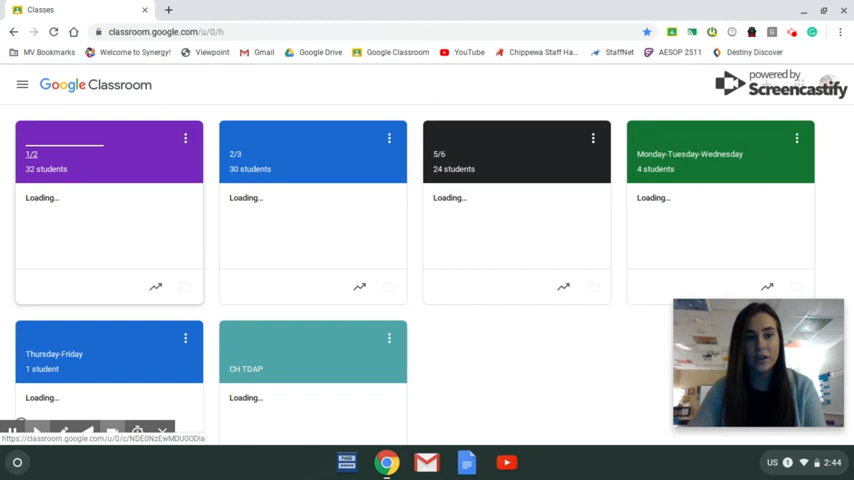 Classes
classroom.google.com/u/0/h
MV Bookmarks Welcome to Synergy! Viewpoint Gmail Google Drive Google Classroom YouTube Chippewa Staff Ha... StaffNet AESOP 2511 Destiny Discover
Google Classroom
powered by
Screencastify
1/2
32 students
Loading...
2/3
30 students
Loading...
5/6
24 students
Loading...
Monday-Tuesday-Wednesday
4 students
Loading...
Thursday-Friday
1 student
Loading...
CH TDAP
Loading...
https://classroom.google.com/u/0/c/NDE0NzEwMDU0ODla
US 1 2:44